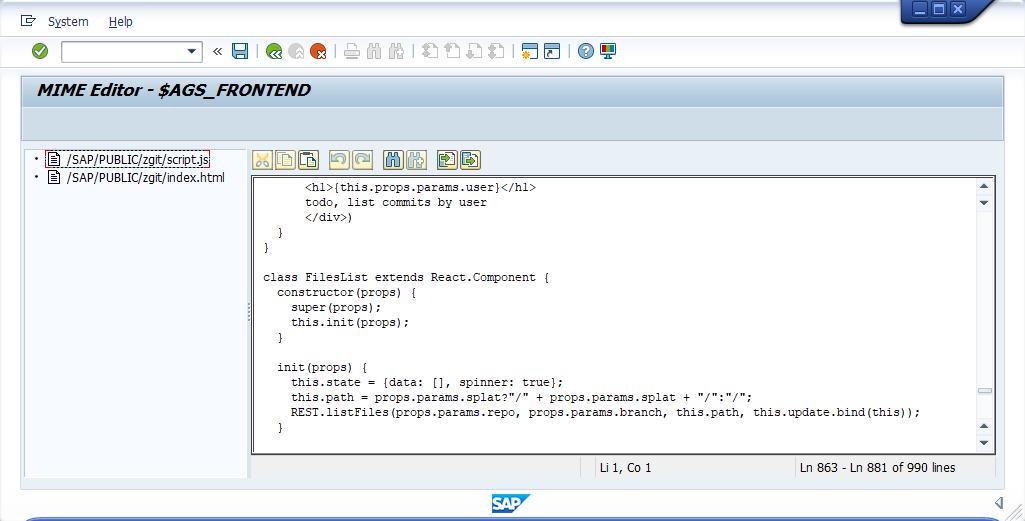 System Help
MIME Editor - $AGS_FRONTEND
/SAP/PUBLIC/zgit/script.js
/SAP/PUBLIC/zgit/index.html
<h1>{this.props.params.user}</h1>
todo, list commits by user
</div>)
}
}
class FilesList extends React.Component {
constructor(props) {
super(props);
this.init(props);
}
init(props) {
this.state = {data: [], spinner: true};
this.path = props.params.splat?"/" + props.params.splat + "/":"/";
REST.listFiles(props.params.repo, props.params.branch, this.path, this.update.bind(this));
}
Li 1, Co 1
Ln 863 - Ln 881 of 990 lines
SAP